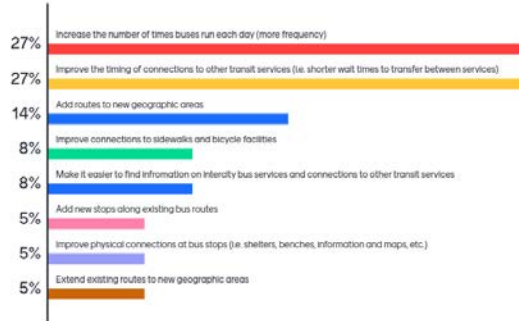 27%
Increase the number of times buses run each day (more frequency)
27%
Improve the timing of connections to other transit services (i.e. shorter wait times to transfer between services)
14%
Add routes to new geographic areas
8%
Improve connections to sidewalks and bicycle facilities
8%
Make it easier to find infromation on intercity bus services and connections to other transit services
5%
Add new stops along existing bus routes
5%
Improve physical connections at bus stops (i.e. shelters, benches, information and maps, etc.)
5%
Extend existing routes to new geographic areas